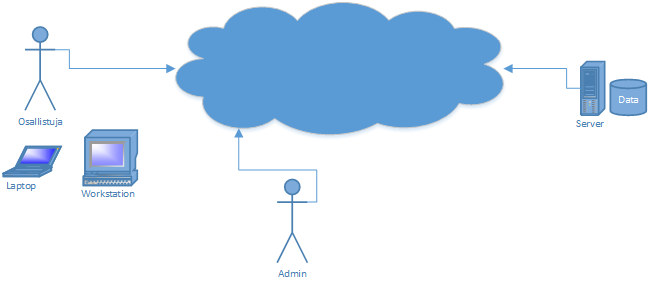 Osallistuja
Laptop
Workstation
Admin
Server
Data